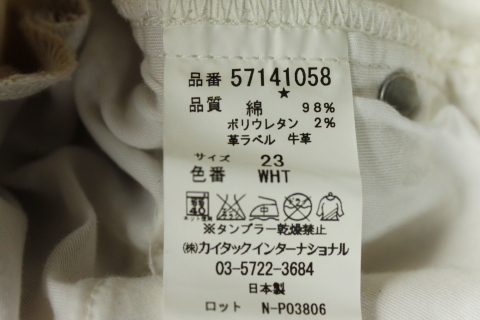 品番 57141058
★
品質 綿 98%
ポリウレタン 2%
革ラベル 牛革
サイズ 23
色番 WHT
40 中
※タンブラー乾燥禁止
㈱カイタックインターナショナル
03-5722-3684
日本製
ロット N-P03806